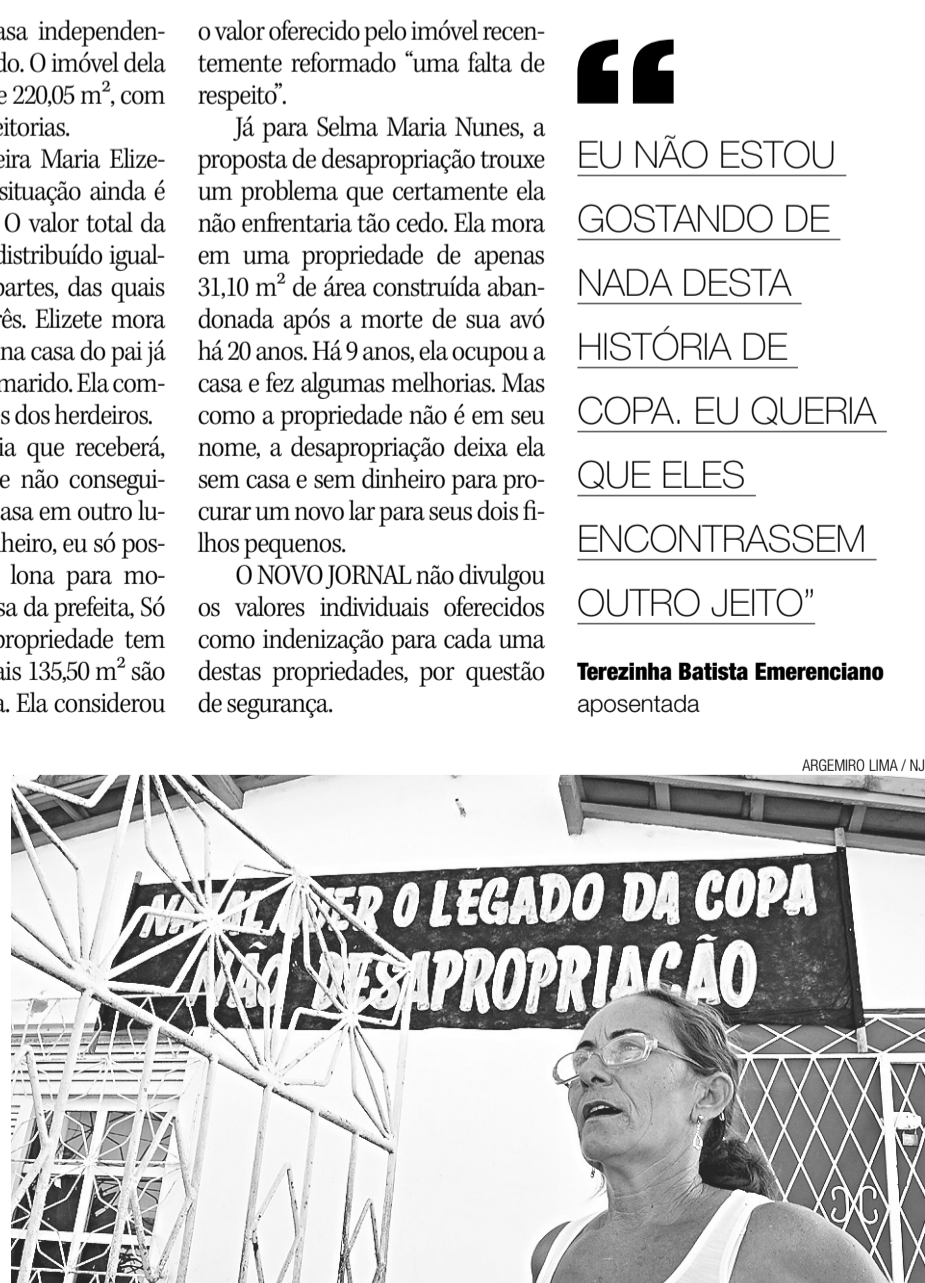 asa independen-
do. O imóvel dela
e 220,05 m², com
eitorias.
eira Maria Elize-
situação ainda é
O valor total da
distribuído igual-
partes, das quais
rês. Elizete mora
na casa do pai já
marido. Ela com-
s dos herdeiros.
ia que receberá,
e não consegui-
asa em outro lu-
nheiro, eu só pos-
lona para mo-
sa da prefeita, Só
propriedade tem
ais 135,50 m² são
a. Ela considerou
o valor oferecido pelo imóvel recen-
temente reformado “uma falta de
respeito”.
Já para Selma Maria Nunes, a
proposta de desapropriação trouxe
um problema que certamente ela
não enfrentaria tão cedo. Ela mora
em uma propriedade de apenas
31,10 m² de área construída aban-
donada após a morte de sua avó
há 20 anos. Há 9 anos, ela ocupou a
casa e fez algumas melhorias. Mas
como a propriedade não é em seu
nome, a desapropriação deixa ela
sem casa e sem dinheiro para pro-
curar um novo lar para seus dois fi-
lhos pequenos.
O NOVO JORNAL não divulgou
os valores individuais oferecidos
como indenização para cada uma
destas propriedades, por questão
de segurança.
“
EU NÃO ESTOU
GOSTANDO DE
NADA DESTA
HISTÓRIA DE
COPA. EU QUERIA
QUE ELES
ENCONTRASSEM
OUTRO JEITO”
Terezinha Batista Emerenciano
aposentada
ARGEMIRO LIMA / NJ
NATAL O LEGADO DA COPA
NÃO DESAPROPRIAÇÃO